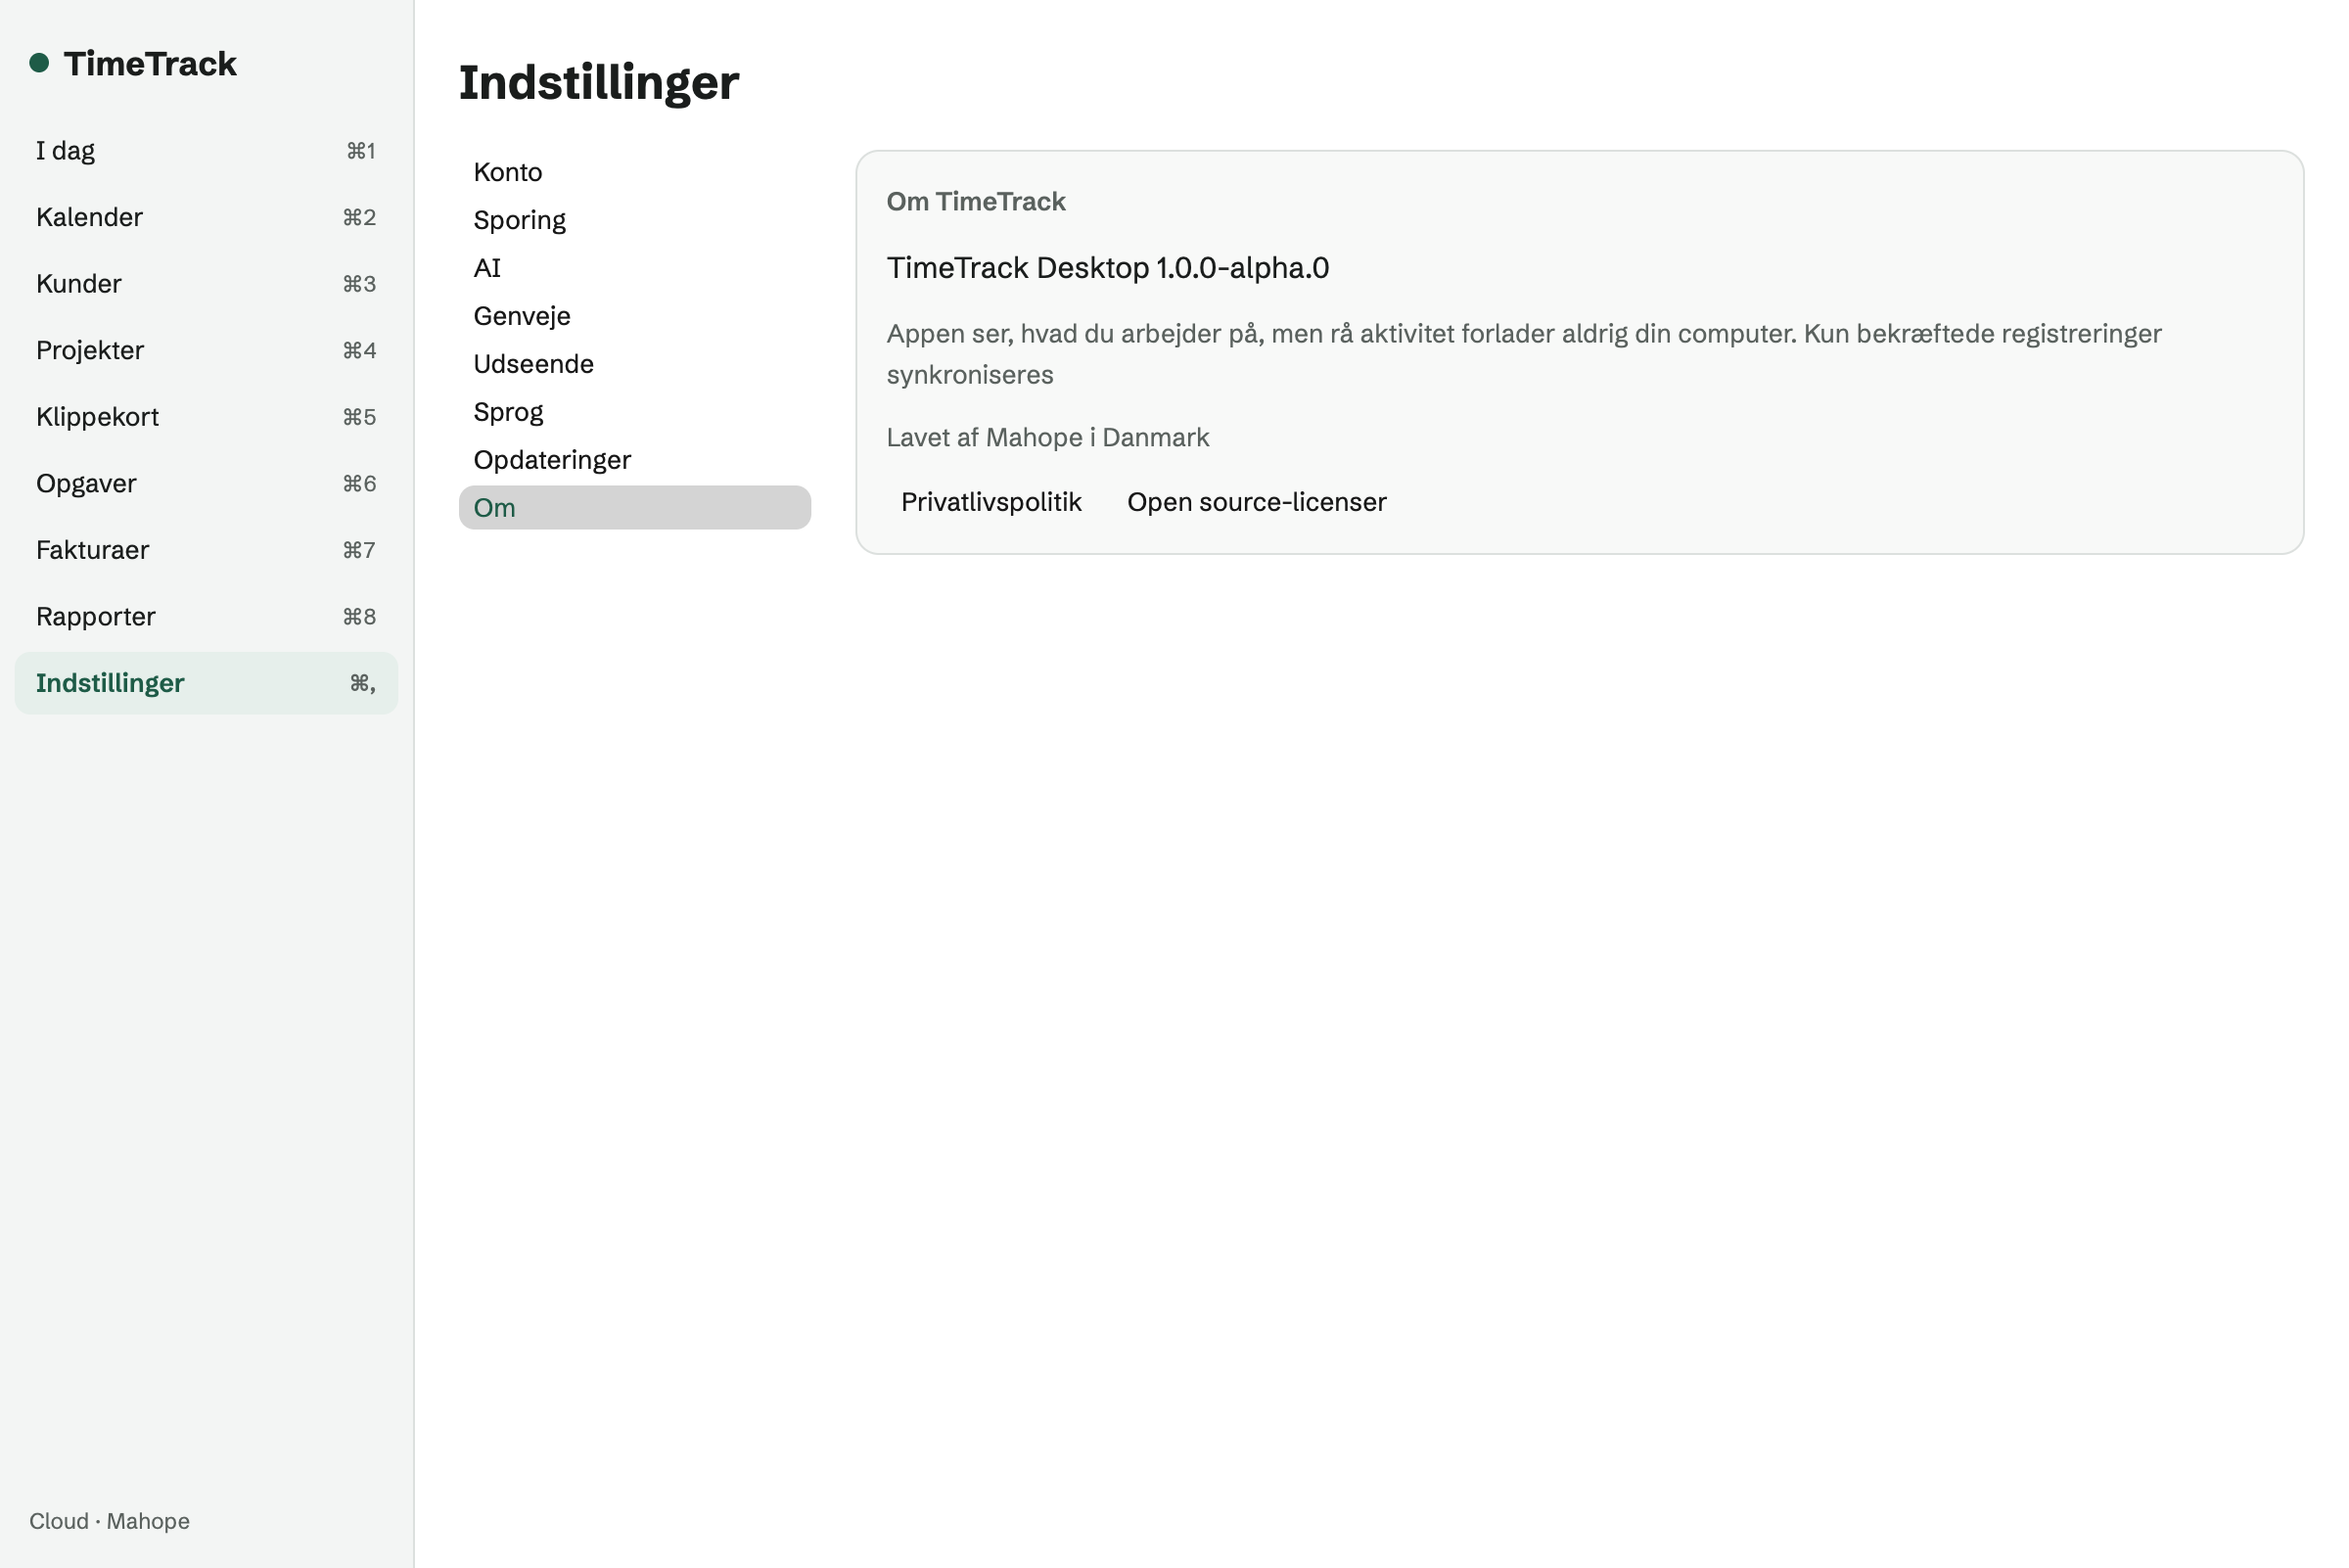 TimeTrack
I dag ⌘1
Kalender ⌘2
Kunder ⌘3
Projekter ⌘4
Klippekort ⌘5
Opgaver ⌘6
Fakturaer ⌘7
Rapporter ⌘8
Indstillinger ⌘,
Cloud · Mahope
Indstillinger
Konto
Sporing
AI
Genveje
Udseende
Sprog
Opdateringer
Om
Om TimeTrack
TimeTrack Desktop 1.0.0-alpha.0
Appen ser, hvad du arbejder på, men rå aktivitet forlader aldrig din computer. Kun bekræftede registreringer
synkroniseres
Lavet af Mahope i Danmark
Privatlivspolitik Open source-licenser